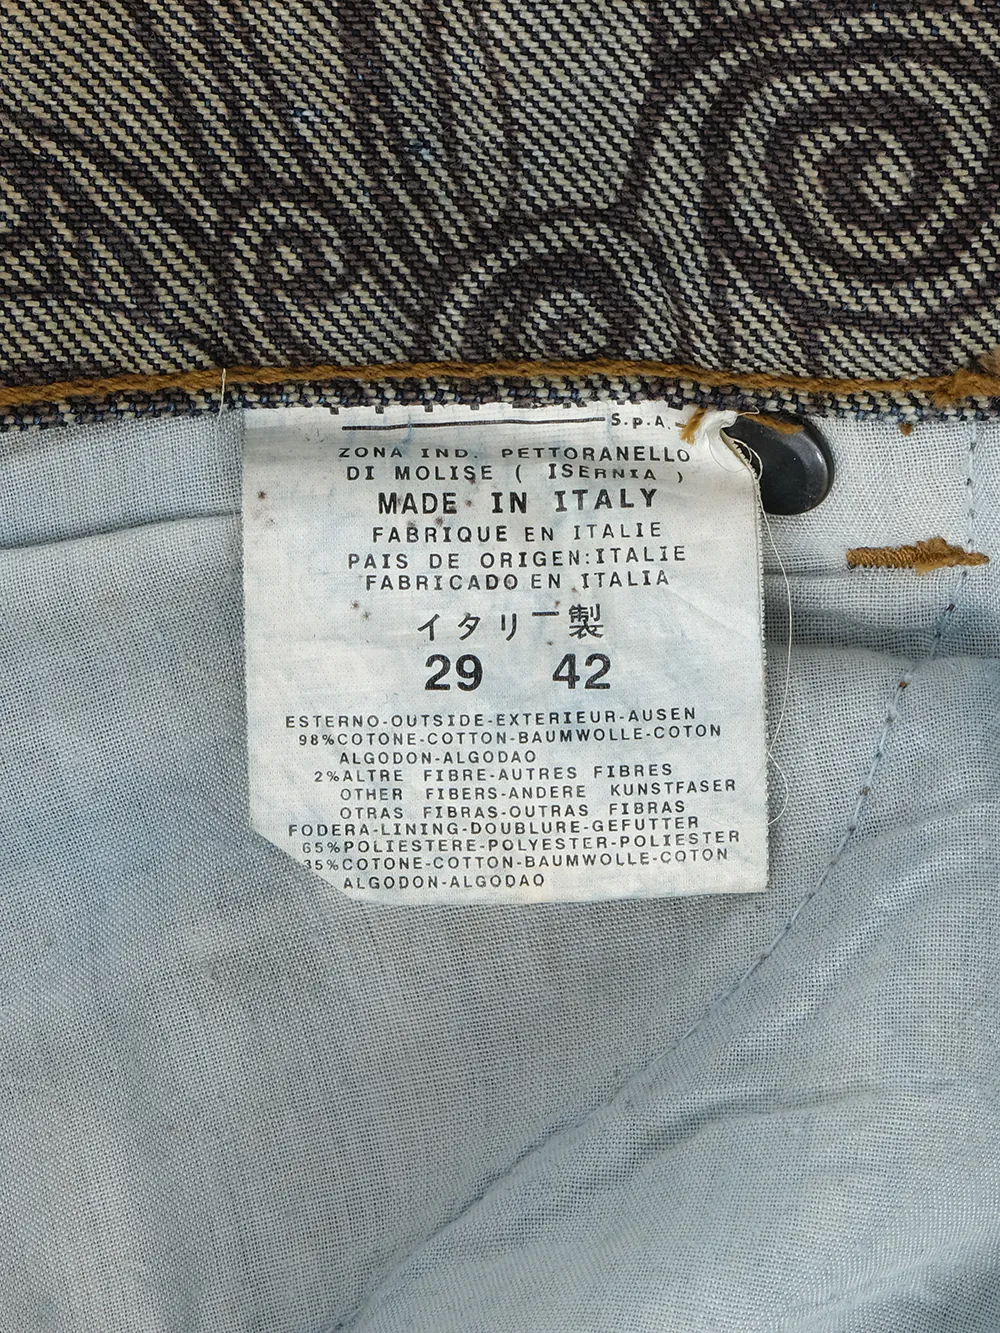 S.p.A.
ZONA IND. PETTORANELLO
DI MOLISE ( ISERNIA )
MADE IN ITALY
FABRIQUE EN ITALIE
PAIS DE ORIGEN:ITALIE
FABRICADO EN ITALIA
イタリー製
29 42
ESTERNO-OUTSIDE-EXTERIEUR-AUSEN
98%COTONE-COTTON-BAUMWOLLE-COTON
ALGODON-ALGODAO
2%ALTRE FIBRE-AUTRES FIBRES
OTHER FIBERS-ANDERE KUNSTFASER
OTRAS FIBRAS-OUTRAS FIBRAS
FODERA-LINING-DOUBLURE-GEFUTTER
65%POLIESTERE-POLYESTER-POLIESTER
35%COTONE-COTTON-BAUMWOLLE-COTON
ALGODON-ALGODAO